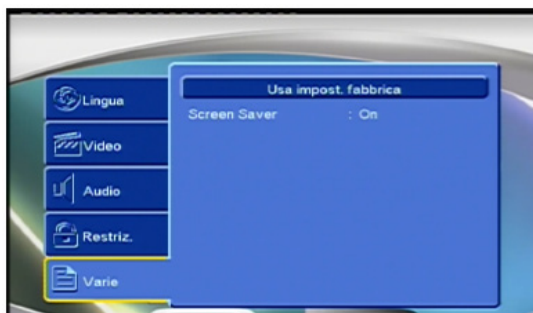 Lingua
Video
Audio
Restriz.
Varie
Usa impost. fabbrica
Screen Saver : On